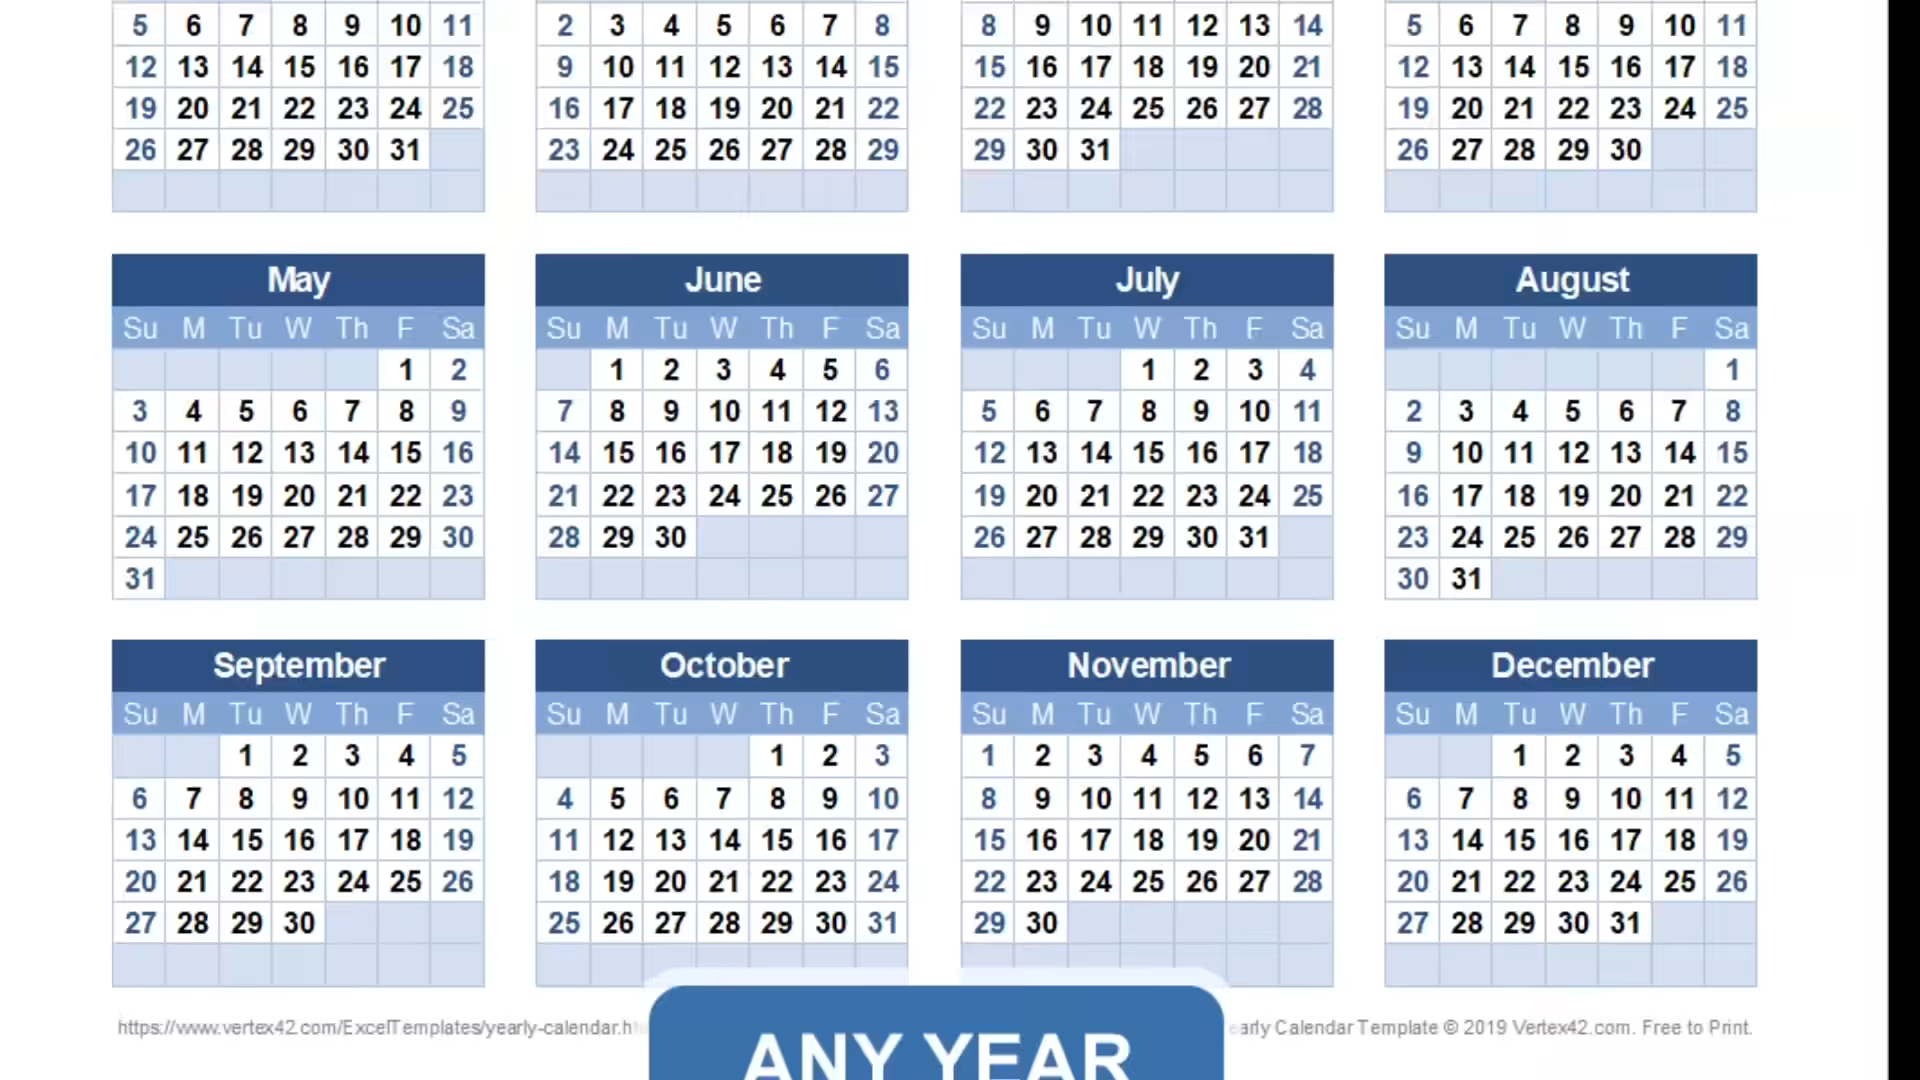 5 6 7 8 9 10 11 2 3 4 5 6 7 8 8 9 10 11 12 13 14 5 6 7 8 9 10 11
12 13 14 15 16 17 18 9 10 11 12 13 14 15 15 16 17 18 19 20 21 12 13 14 15 16 17 18
19 20 21 22 23 24 25 16 17 18 19 20 21 22 22 23 24 25 26 27 28 19 20 21 22 23 24 25
26 27 28 29 30 31 23 24 25 26 27 28 29 29 30 31 26 27 28 29 30
May June July August
Su M Tu W Th F Sa Su M Tu W Th F Sa Su M Tu W Th F Sa Su M Tu W Th F Sa
1 2 1 2 3 4 5 6 1 2 3 4 1
3 4 5 6 7 8 9 7 8 9 10 11 12 13 5 6 7 8 9 10 11 2 3 4 5 6 7 8
10 11 12 13 14 15 16 14 15 16 17 18 19 20 12 13 14 15 16 17 18 9 10 11 12 13 14 15
17 18 19 20 21 22 23 21 22 23 24 25 26 27 19 20 21 22 23 24 25 16 17 18 19 20 21 22
24 25 26 27 28 29 30 28 29 30 26 27 28 29 30 31 23 24 25 26 27 28 29
31 30 31
September October November December
Su M Tu W Th F Sa Su M Tu W Th F Sa Su M Tu W Th F Sa Su M Tu W Th F Sa
1 2 3 4 5 1 2 3 1 2 3 4 5 6 7 1 2 3 4 5
6 7 8 9 10 11 12 4 5 6 7 8 9 10 8 9 10 11 12 13 14 6 7 8 9 10 11 12
13 14 15 16 17 18 19 11 12 13 14 15 16 17 15 16 17 18 19 20 21 13 14 15 16 17 18 19
20 21 22 23 24 25 26 18 19 20 21 22 23 24 22 23 24 25 26 27 28 20 21 22 23 24 25 26
27 28 29 30 25 26 27 28 29 30 31 29 30 27 28 29 30 31
https://www.vertex42.com/ExcelTemplates/yearly-calendar.h early Calendar Template © 2019 Vertex42.com. Free to Print.
ANY YEAR